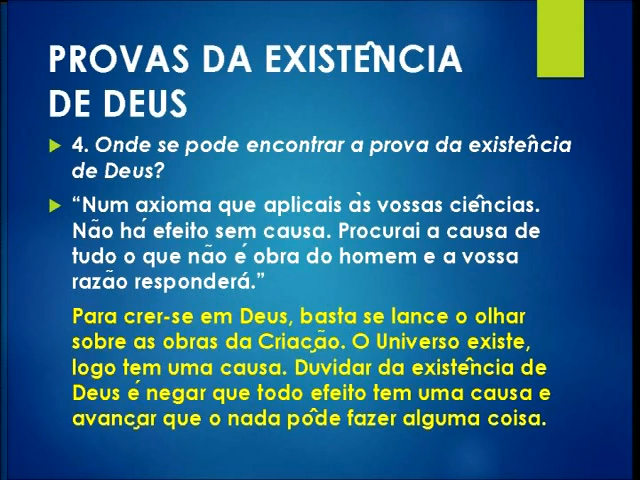 PROVAS DA EXISTÊNCIA
DE DEUS
4. Onde se pode encontrar a prova da existência
de Deus?
“Num axioma que aplicais às vossas ciências.
Não há efeito sem causa. Procurai a causa de
tudo o que não é obra do homem e a vossa
razão responderá.”
Para crer-se em Deus, basta se lance o olhar
sobre as obras da Criação. O Universo existe,
logo tem uma causa. Duvidar da existência de
Deus é negar que todo efeito tem uma causa e
avançar que o nada pôde fazer alguma coisa.